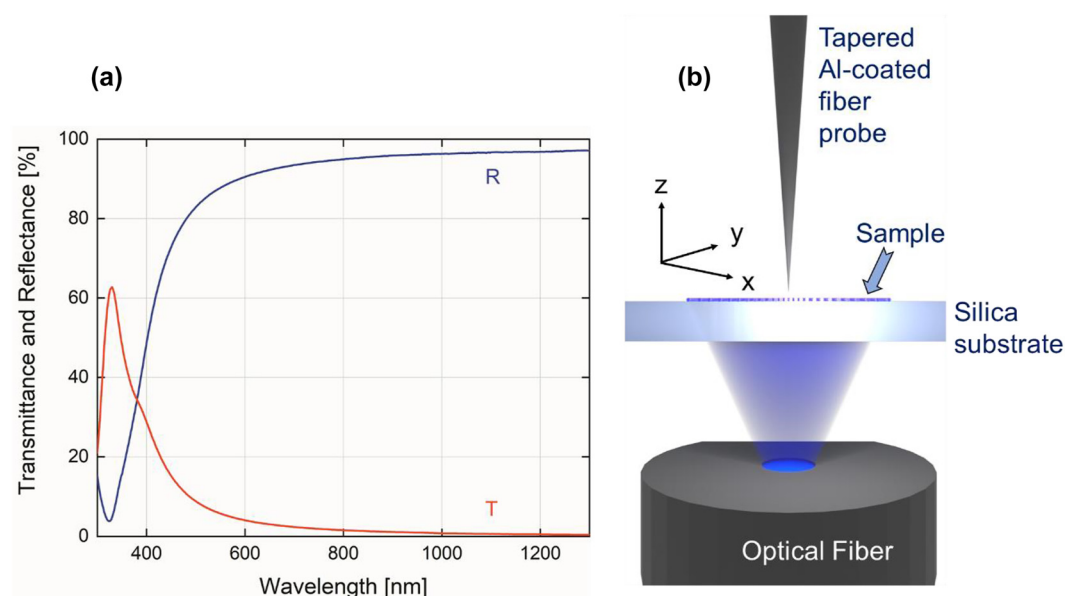 (a)
100
80
60
40
20
0
Transmittance and Reflectance [%]
R
T
400
600
800
1000
1200
Wavelength [nm]
(b)
Tapered
Al-coated
fiber
probe
z
y
x
Sample
Silica
substrate
Optical Fiber